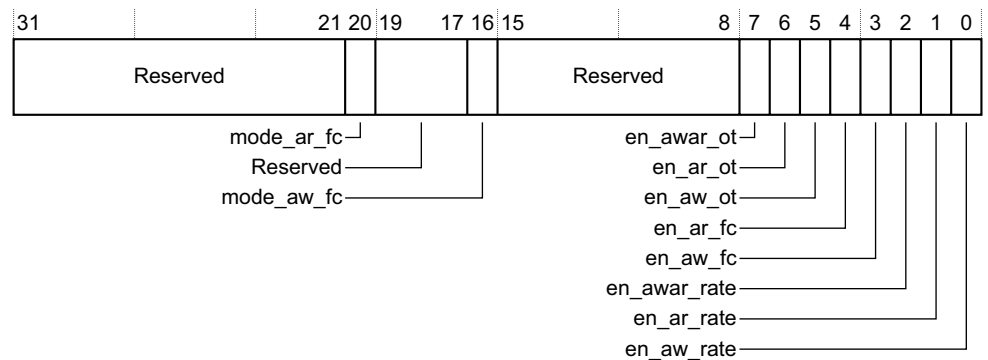 31 21 20 19 17 16 15 8 7 6 5 4 3 2 1 0
Reserved Reserved
mode_ar_fc en_awar_ot
Reserved en_ar_ot
mode_aw_fc en_aw_ot
en_ar_fc
en_aw_fc
en_awar_rate
en_ar_rate
en_aw_rate